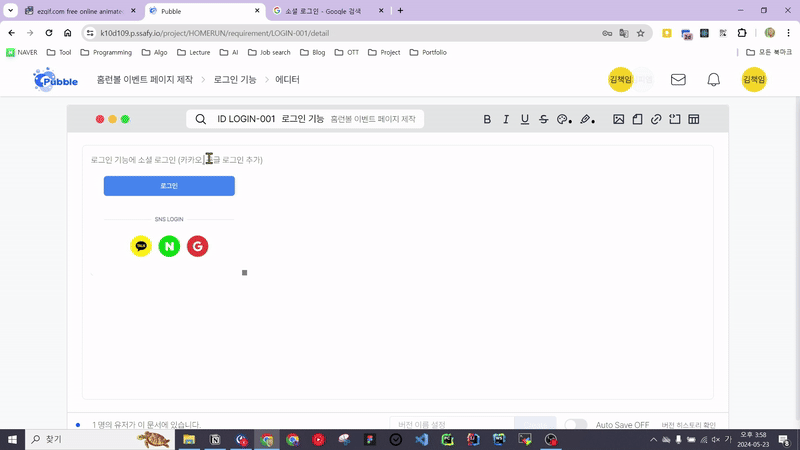 ezgif.com free online animate
Pubble
소셜 로그인 - Google 검색
k10d109.p.ssafy.io/project/HOMERUN/requirement/LOGIN-001/detail
NAVER Tool Programming Algo Lecture AI Job search Blog OTT Project Portfolio 모든 북마크
Pubble 홈런볼 이벤트 페이지 제작 > 로그인 기능 > 에디터 김책임 김책임
ID LOGIN-001 로그인 기능 홈런볼 이벤트 페이지 제작 B I U S
로그인 기능에 소셜 로그인 (카카오, 글 로그인 추가)
로그인
SNS LOGIN
TALK N G
1 명의 유저가 이 문서에 있습니다. 버전 이름 설정 Auto Save OFF 버전 히스토리 확인
찾기 가 오후 3:58
2024-05-23